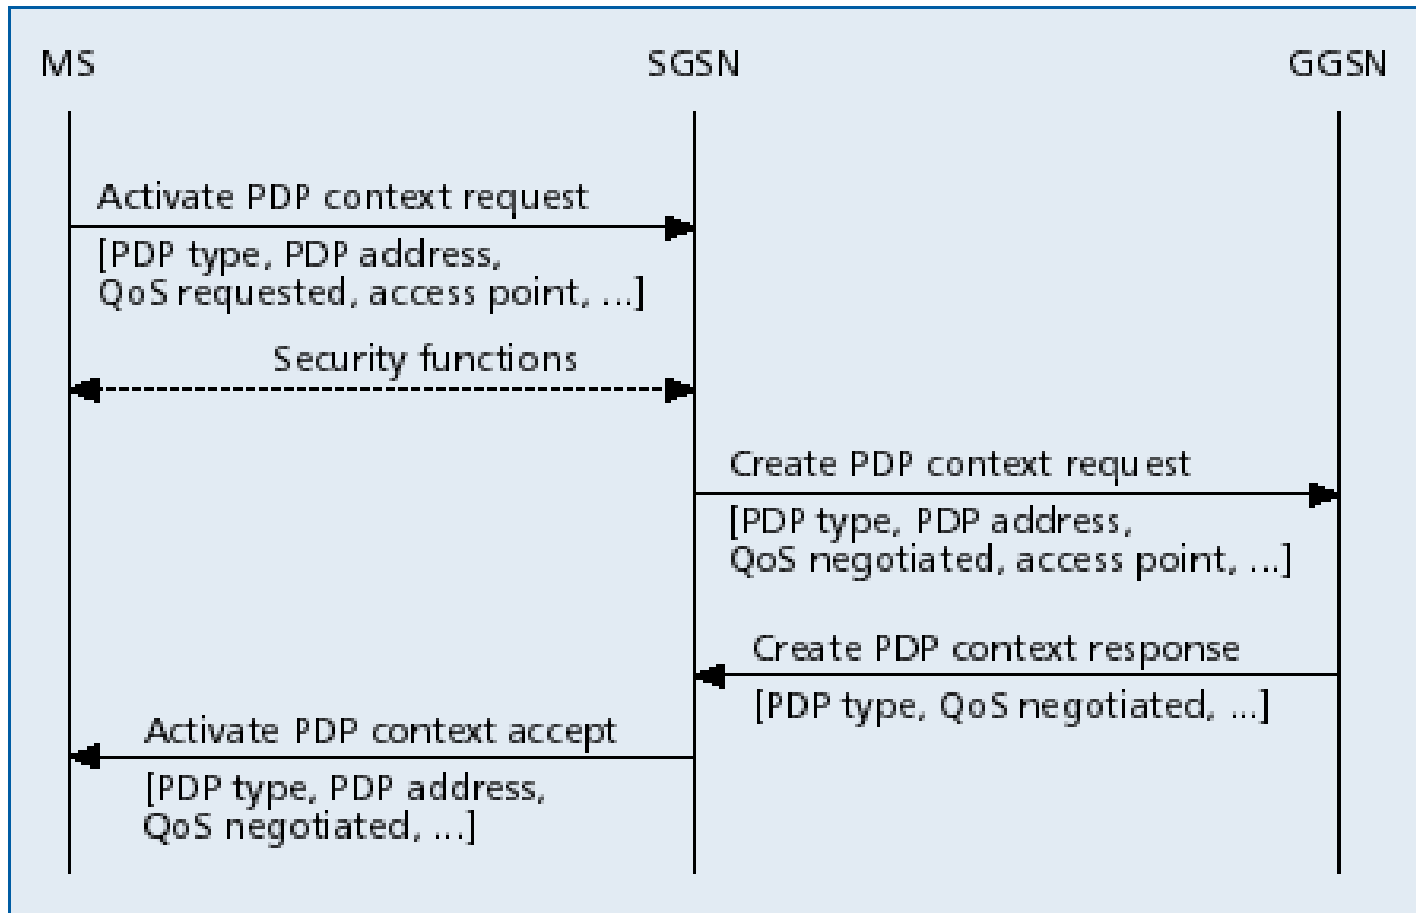 MS SGSN GGSN
Activate PDP context request
[PDP type, PDP address,
QoS requested, access point, ...]
Security functions
Create PDP context request
[PDP type, PDP address,
QoS negotiated, access point, ...]
Create PDP context response
[PDP type, QoS negotiated, ...]
Activate PDP context accept
[PDP type, PDP address,
QoS negotiated, ...]